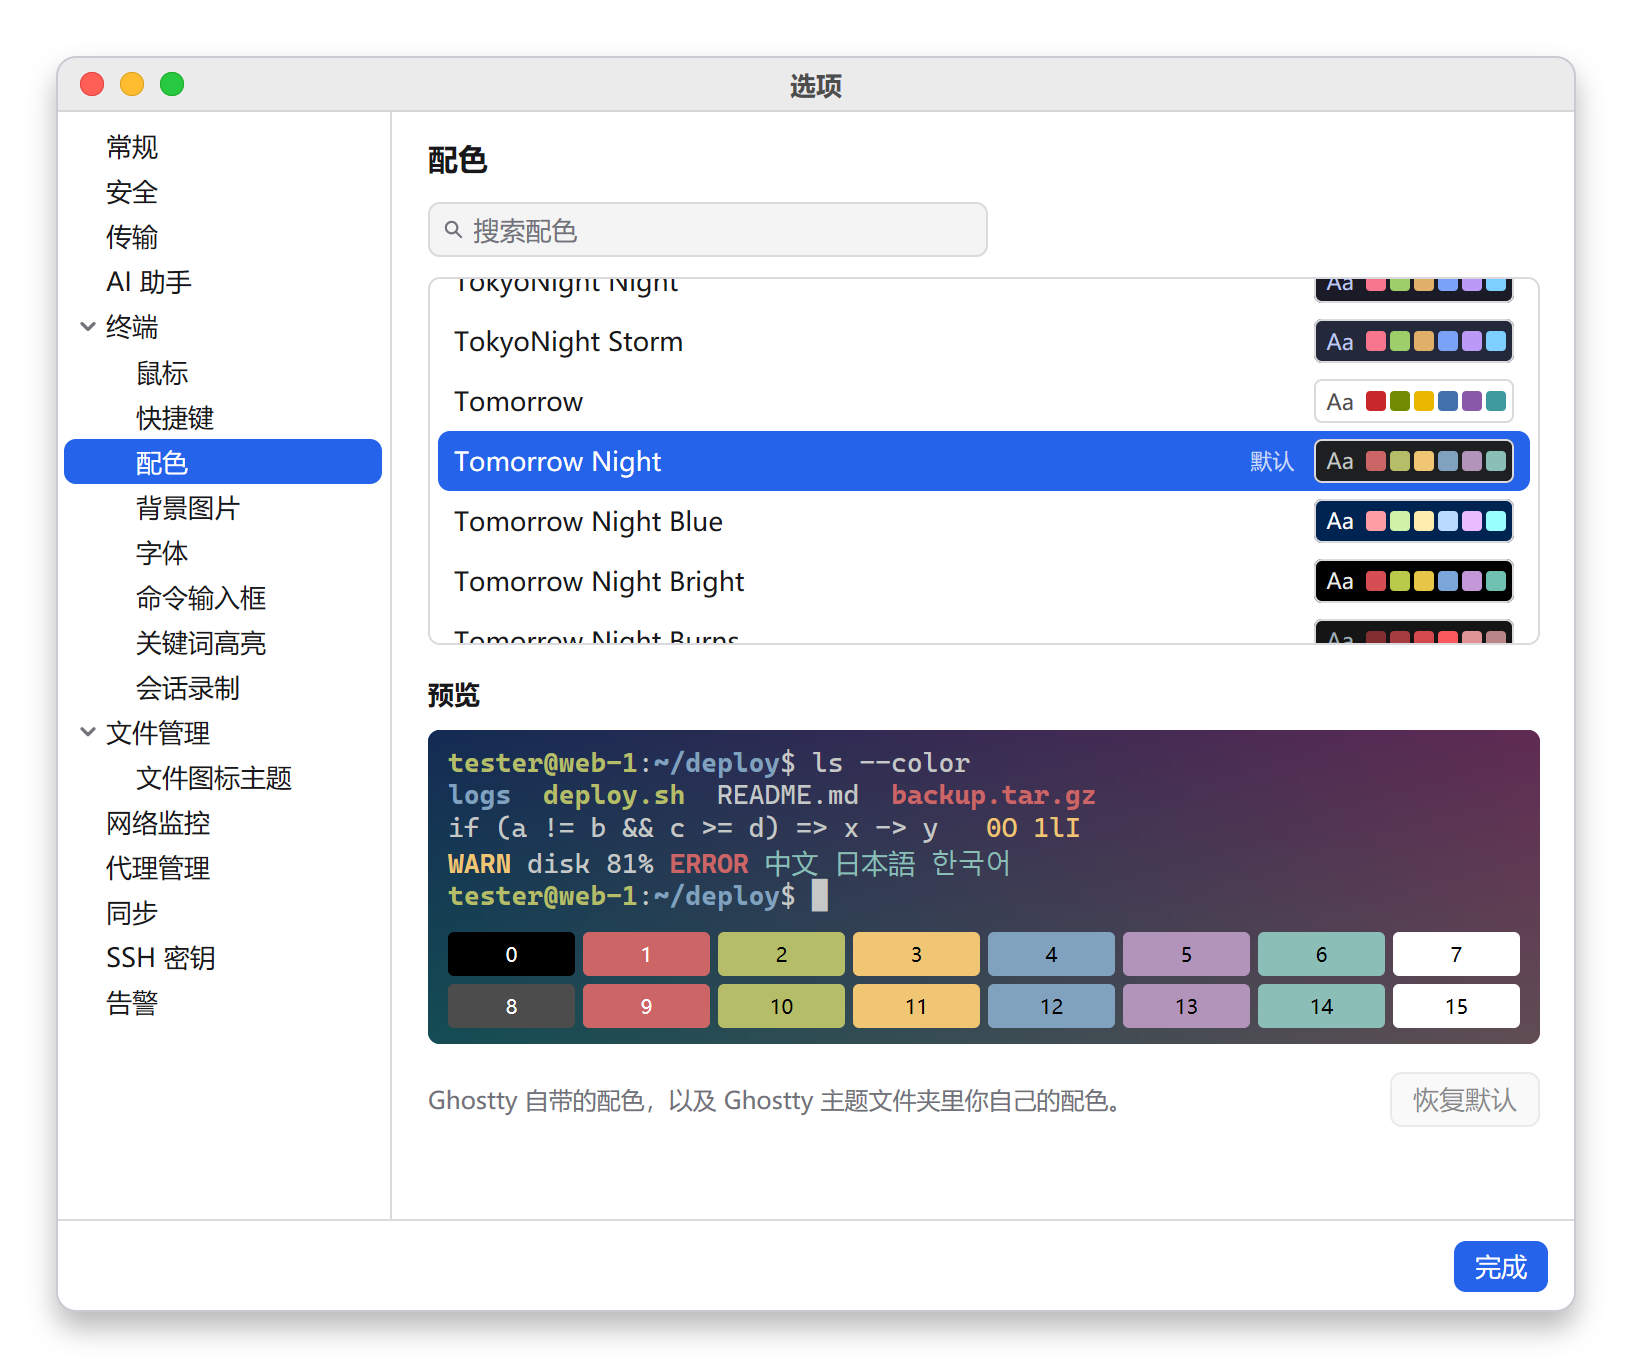 选项
常规
安全
传输
AI 助手
终端
鼠标
快捷键
配色
背景图片
字体
命令输入框
关键词高亮
会话录制
文件管理
文件图标主题
网络监控
代理管理
同步
SSH 密钥
告警
配色
搜索配色
TokyoNight Night Aa
TokyoNight Storm Aa
Tomorrow Aa
Tomorrow Night 默认 Aa
Tomorrow Night Blue Aa
Tomorrow Night Bright Aa
Tomorrow Night Burns Aa
预览
tester@web-1:~/deploy$ ls --color
logs deploy.sh README.md backup.tar.gz
if (a != b && c >= d) => x -> y 0O 1lI
WARN disk 81% ERROR 中文 日本語 한국어
tester@web-1:~/deploy$
0 1 2 3 4 5 6 7
8 9 10 11 12 13 14 15
Ghostty 自带的配色，以及 Ghostty 主题文件夹里你自己的配色。
恢复默认
完成